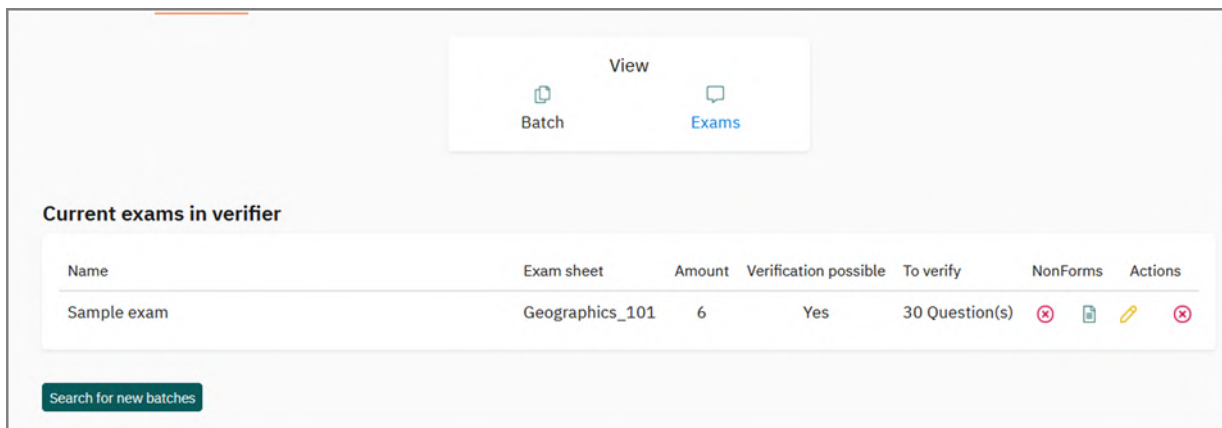 View
Batch Exams
Current exams in verifier
Name Exam sheet Amount Verification possible To verify NonForms Actions
Sample exam Geographics_101 6 Yes 30 Question(s)
Search for new batches